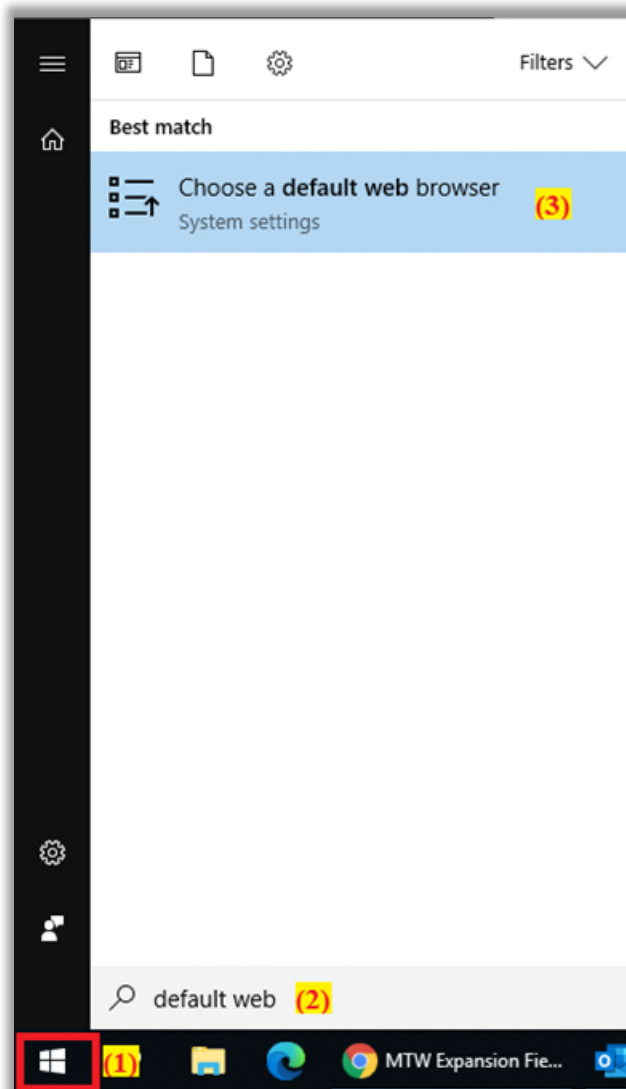 Filters
Best match
Choose a default web browser (3)
System settings
default web (2)
(1) MTW Expansion Fie...